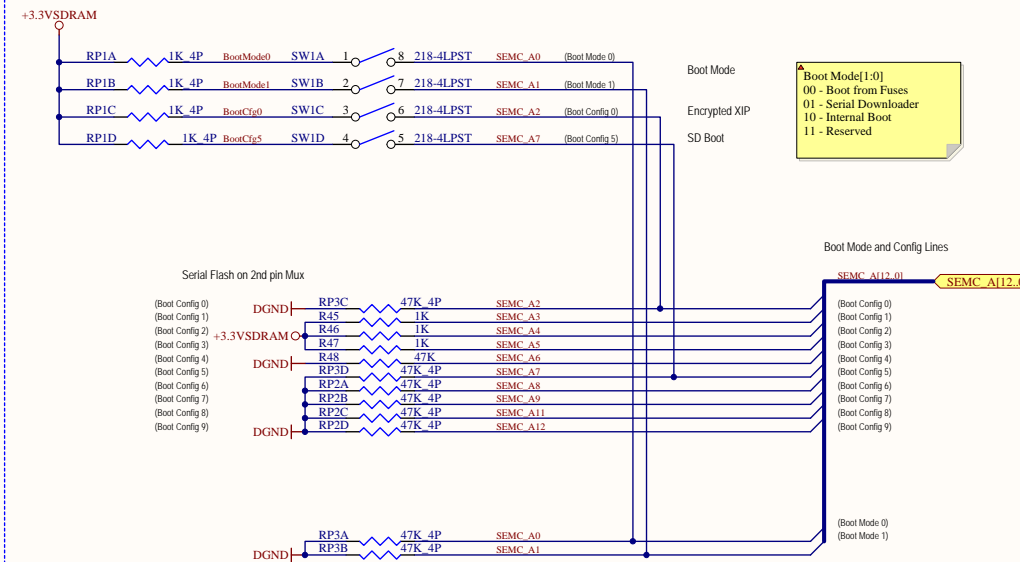 +3.3VSDRAM
RP1A 1K_4P BootMode0 SW1A 1 8 218-4LPST SEMC_A0 (Boot Mode 0)
RP1B 1K_4P BootMode1 SW1B 2 7 218-4LPST SEMC_A1 (Boot Mode 1)
Boot Mode
RP1C 1K_4P BootCfg0 SW1C 3 6 218-4LPST SEMC_A2 (Boot Config 0) Encrypted XIP
RP1D 1K_4P BootCfg5 SW1D 4 5 218-4LPST SEMC_A7 (Boot Config 5) SD Boot
Boot Mode[1:0]
00 - Boot from Fuses
01 - Serial Downloader
10 - Internal Boot
11 - Reserved
Boot Mode and Config Lines
Serial Flash on 2nd pin Mux
SEMC_A[12..0]
SEMC_A[12..0
(Boot Config 0) DGND RP3C 47K_4P SEMC_A2 (Boot Config 0)
(Boot Config 1) R45 1K SEMC_A3 (Boot Config 1)
(Boot Config 2) +3.3VSDRAM R46 1K SEMC_A4 (Boot Config 2)
(Boot Config 3) R47 1K SEMC_A5 (Boot Config 3)
(Boot Config 4) DGND R48 47K SEMC_A6 (Boot Config 4)
(Boot Config 5) RP3D 47K_4P SEMC_A7 (Boot Config 5)
(Boot Config 6) RP2A 47K_4P SEMC_A8 (Boot Config 6)
(Boot Config 7) RP2B 47K_4P SEMC_A9 (Boot Config 7)
(Boot Config 8) RP2C 47K_4P SEMC_A11 (Boot Config 8)
(Boot Config 9) DGND RP2D 47K_4P SEMC_A12 (Boot Config 9)
RP3A 47K_4P SEMC_A0 (Boot Mode 0)
DGND RP3B 47K_4P SEMC_A1 (Boot Mode 1)